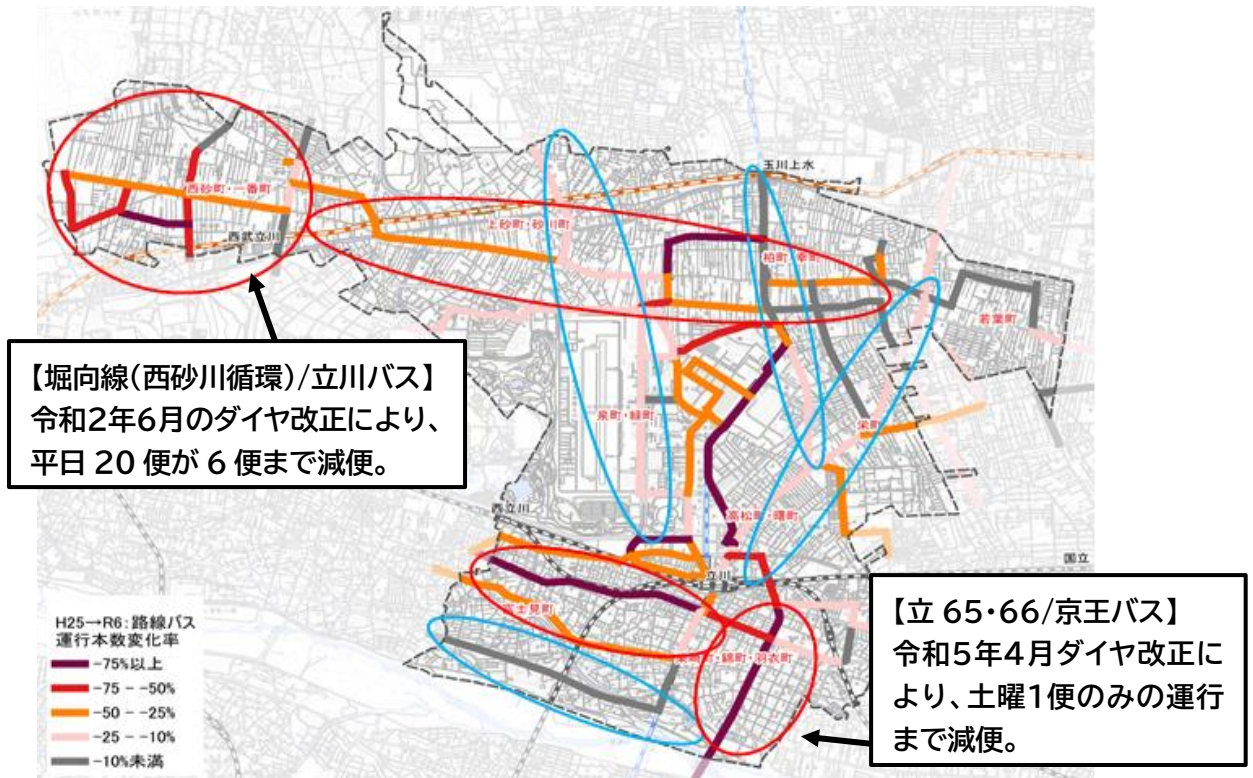 玉川上水
西砂町・一番町
上砂町・砂川町
西武立川
柏町・幸町
若葉町
【堀向線(西砂川循環)/立川バス】
令和2年6月のダイヤ改正により、
平日 20 便が 6 便まで減便。
泉町・緑町
栄町
西立川
高松町・曙町
国立
立川
富士見町
錦町・羽衣町
【立 65・66/京王バス】
令和5年4月ダイヤ改正に
より、土曜1便のみの運行
まで減便。
H25→R6:路線バス
運行本数変化率
-75%以上
-75 - -50%
-50 - -25%
-25 - -10%
-10%未満